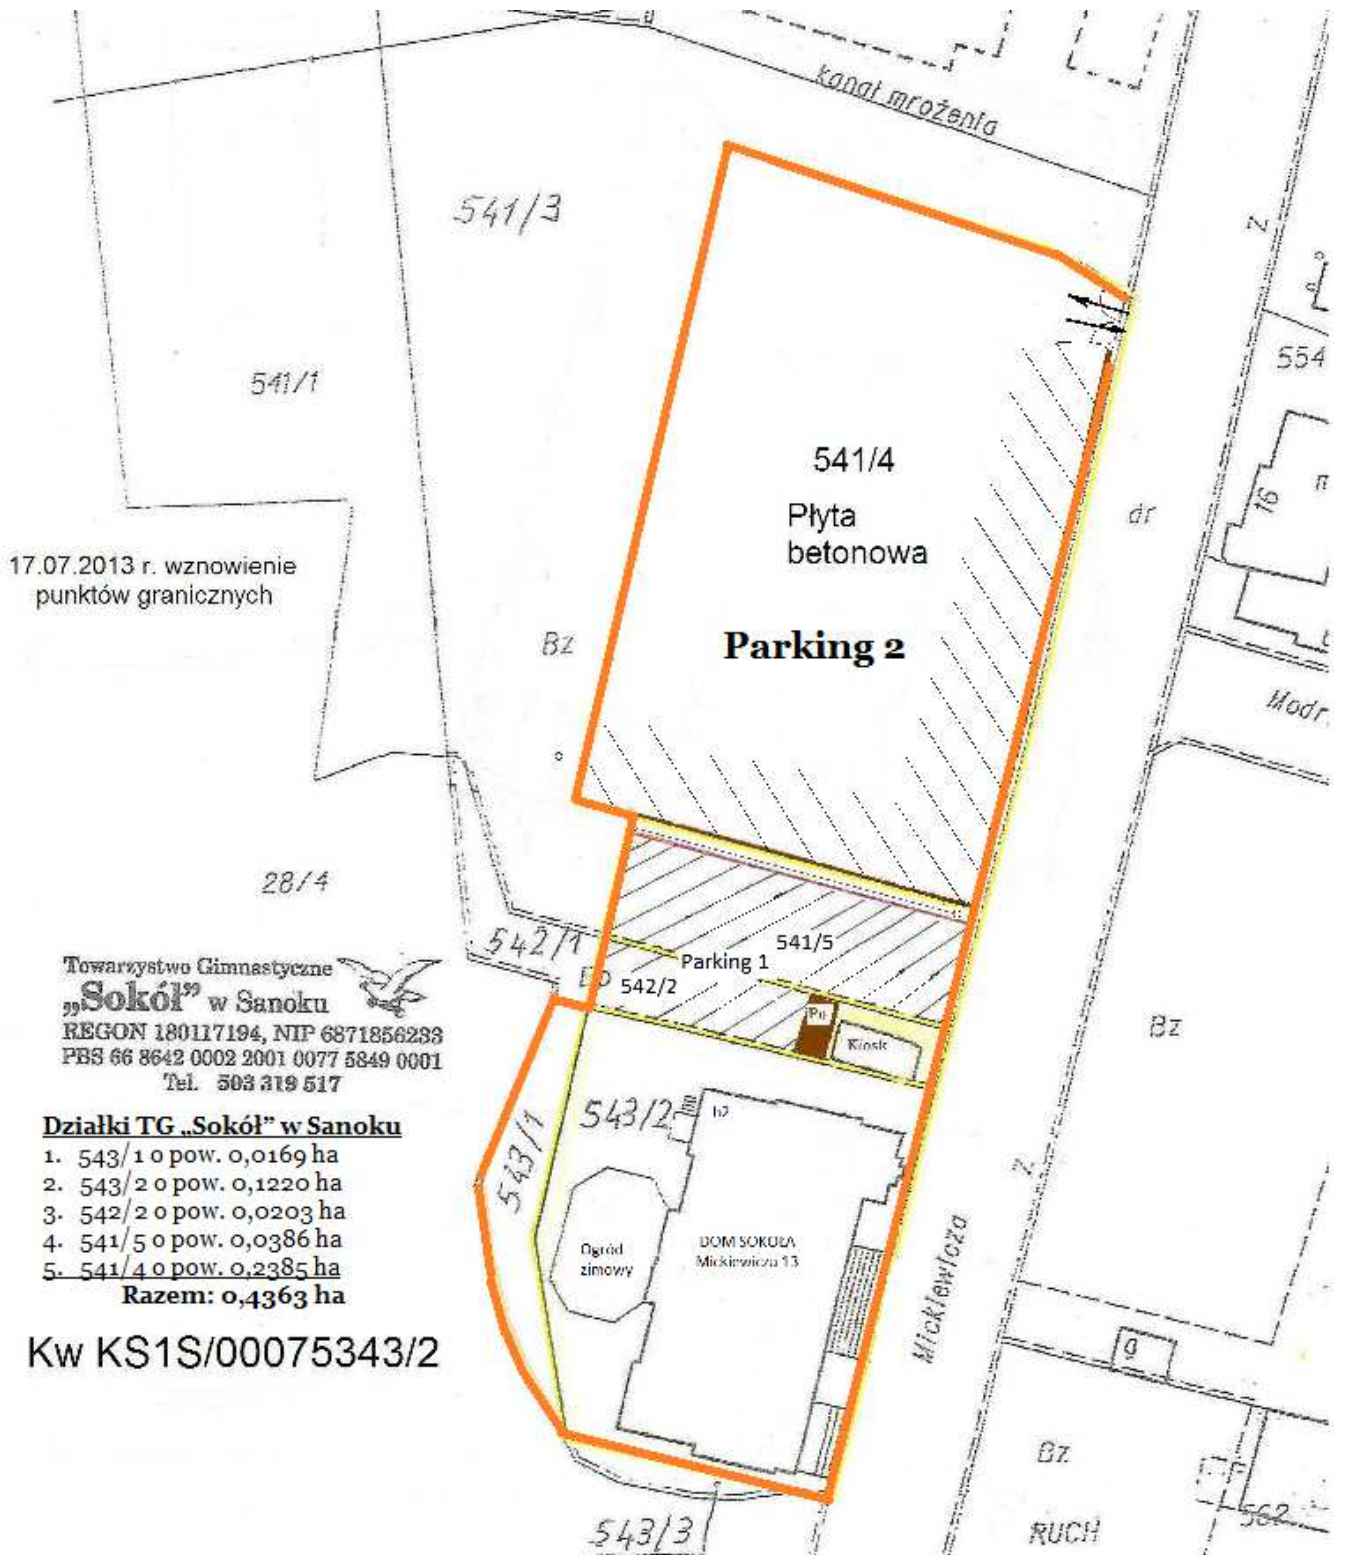 kanał mrożenia
541/3
Z
554
541/1
541/4
Płyta
betonowa
16
dr
17.07.2013 r. wznowienie
punktów granicznych
Bz
Parking 2
Modr.
28/4
542/1
541/5
Parking 1
542/2
Kiosk
Bz
Towarzystwo Gimnastyczne
„Sokół” w Sanoku
REGON 180117194, NIP 6871856233
PBS 66 8642 0002 2001 0077 5849 0001
Tel. 503 319 517
Działki TG „Sokół” w Sanoku
1. 543/1 o pow. 0,0169 ha
2. 543/2 o pow. 0,1220 ha
3. 542/2 o pow. 0,0203 ha
4. 541/5 o pow. 0,0386 ha
5. 541/4 o pow. 0,2385 ha
Razem: 0,4363 ha
Kw KS1S/00075343/2
543/2
h2
543/1
Z
Ogród
zimowy
DOM SOKOŁA
Mickiewicza 13
Mickiewicza
g
Bz
RUCH
562
543/3